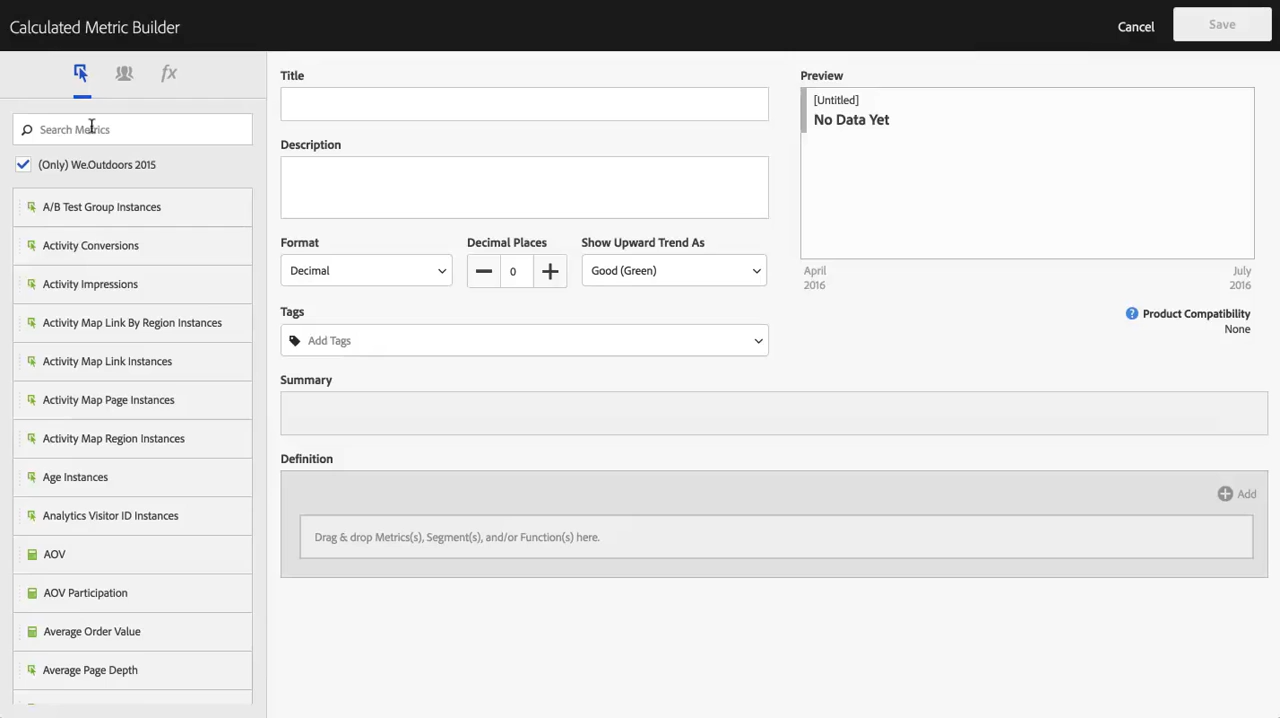 Calculated Metric Builder
Cancel
Save
fx
Search Metrics
(Only) We.Outdoors 2015
A/B Test Group Instances
Activity Conversions
Activity Impressions
Activity Map Link By Region Instances
Activity Map Link Instances
Activity Map Page Instances
Activity Map Region Instances
Age Instances
Analytics Visitor ID Instances
AOV
AOV Participation
Average Order Value
Average Page Depth
Title
Description
Format
Decimal Places
Show Upward Trend As
Decimal
0
Good (Green)
Tags
Add Tags
Preview
[Untitled]
No Data Yet
April
2016
July
2016
? Product Compatibility
None
Summary
Definition
Add
Drag & drop Metrics(s), Segment(s), and/or Function(s) here.